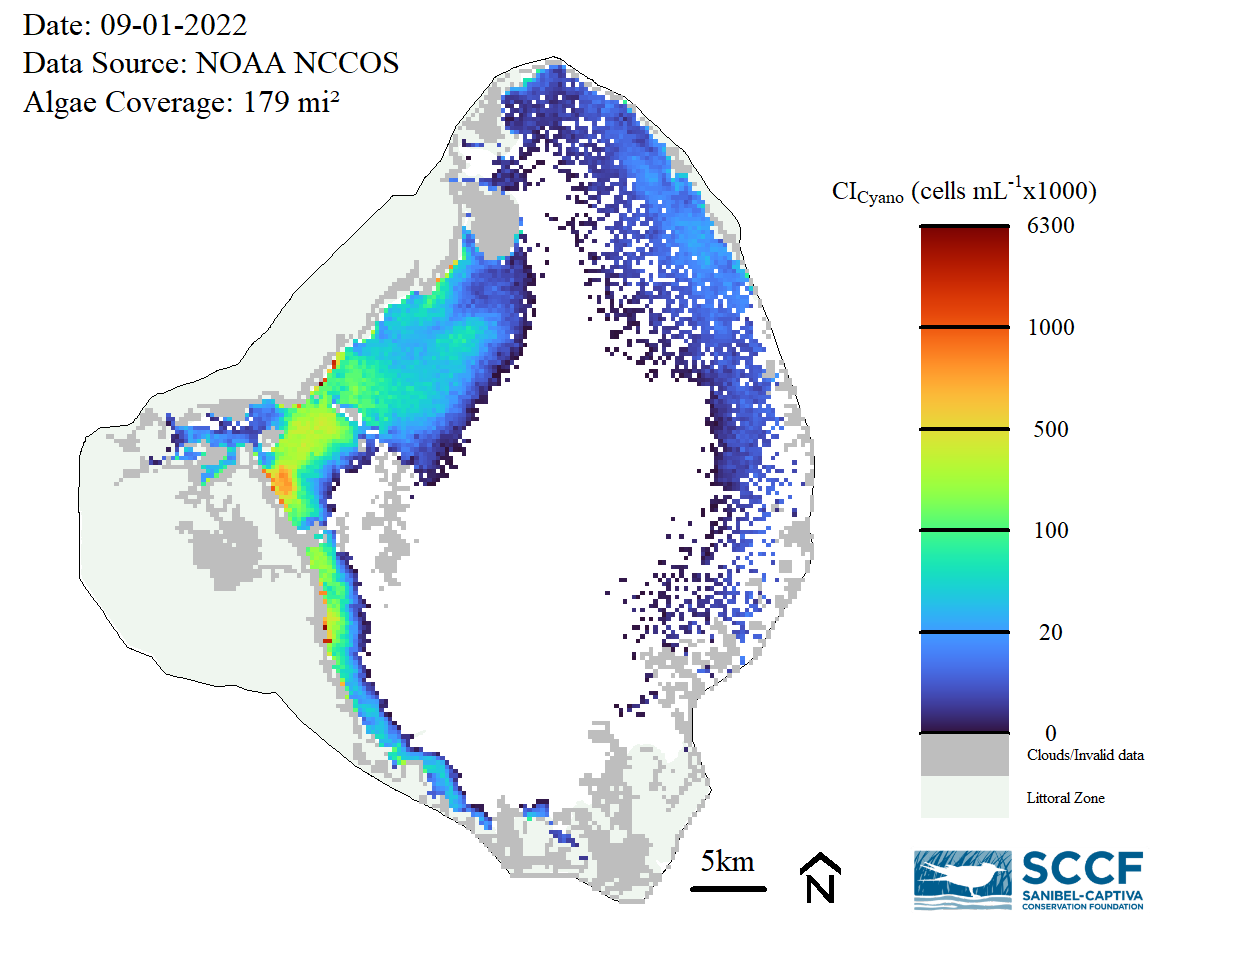 Date: 09-01-2022
Data Source: NOAA NCCOS
Algae Coverage: 179 mi²
CI_Cyano (cells mL⁻¹x1000)
6300
1000
500
100
20
0
Clouds/Invalid data
Littoral Zone
5km
N
SCCF
SANIBEL-CAPTIVA
CONSERVATION FOUNDATION